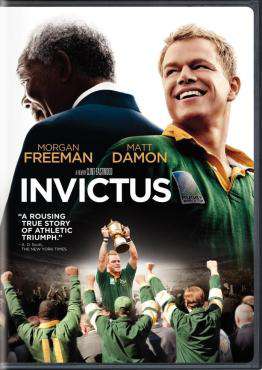 MORGAN MATT
FREEMAN DAMON
A FILM BY CLINT EASTWOOD
INVICTUS
"A ROUSING
TRUE STORY
OF ATHLETIC
TRIUMPH."
A. O. Scott,
THE NEW YORK TIMES